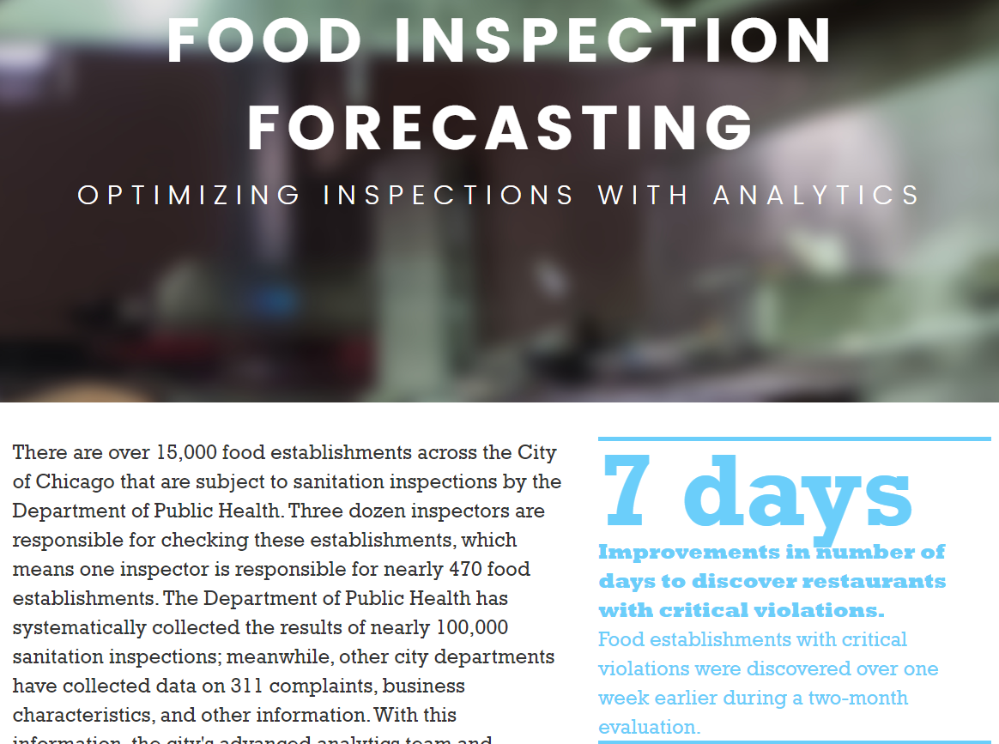 FOOD INSPECTION
FORECASTING
OPTIMIZING INSPECTIONS WITH ANALYTICS
There are over 15,000 food establishments across the City
of Chicago that are subject to sanitation inspections by the
Department of Public Health. Three dozen inspectors are
responsible for checking these establishments, which
means one inspector is responsible for nearly 470 food
establishments. The Department of Public Health has
systematically collected the results of nearly 100,000
sanitation inspections; meanwhile, other city departments
have collected data on 311 complaints, business
characteristics, and other information. With this
information, the city's advanced analytics team and
7 days
Improvements in number of
days to discover restaurants
with critical violations.
Food establishments with critical
violations were discovered over one
week earlier during a two-month
evaluation.